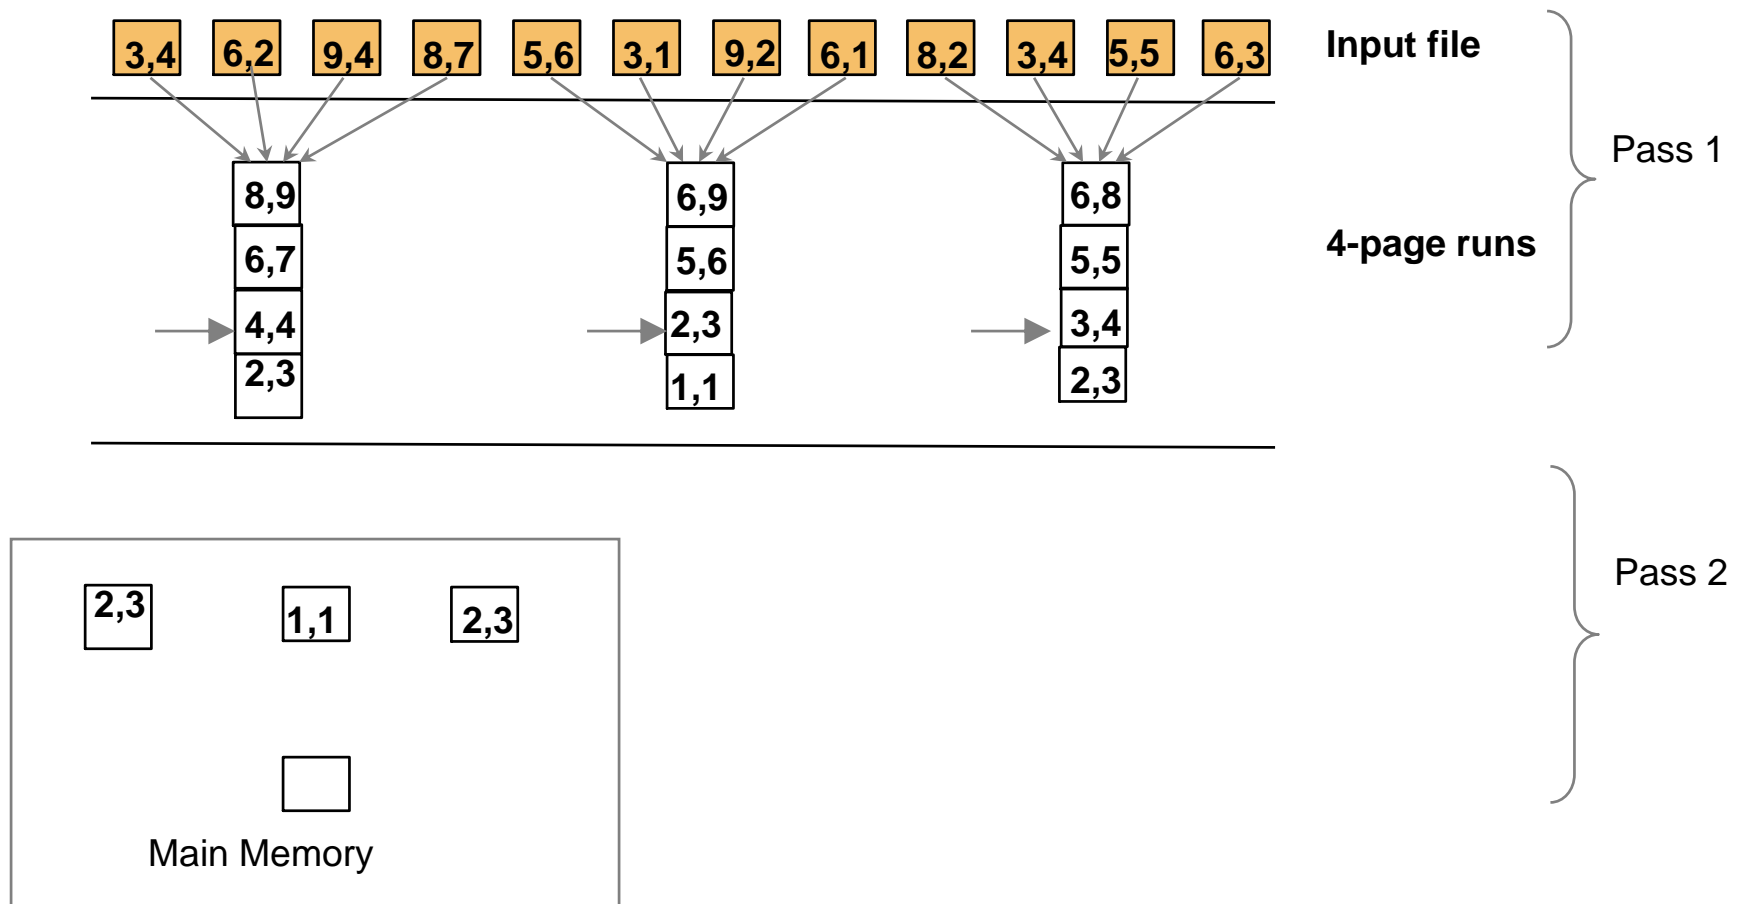 3,4 6,2 9,4 8,7 5,6 3,1 9,2 6,1 8,2 3,4 5,5 6,3 Input file
Pass 1
8,9 6,9 6,8
6,7 5,6 5,5 4-page runs
4,4 2,3 3,4
2,3 1,1 2,3
Pass 2
2,3 1,1 2,3
Main Memory